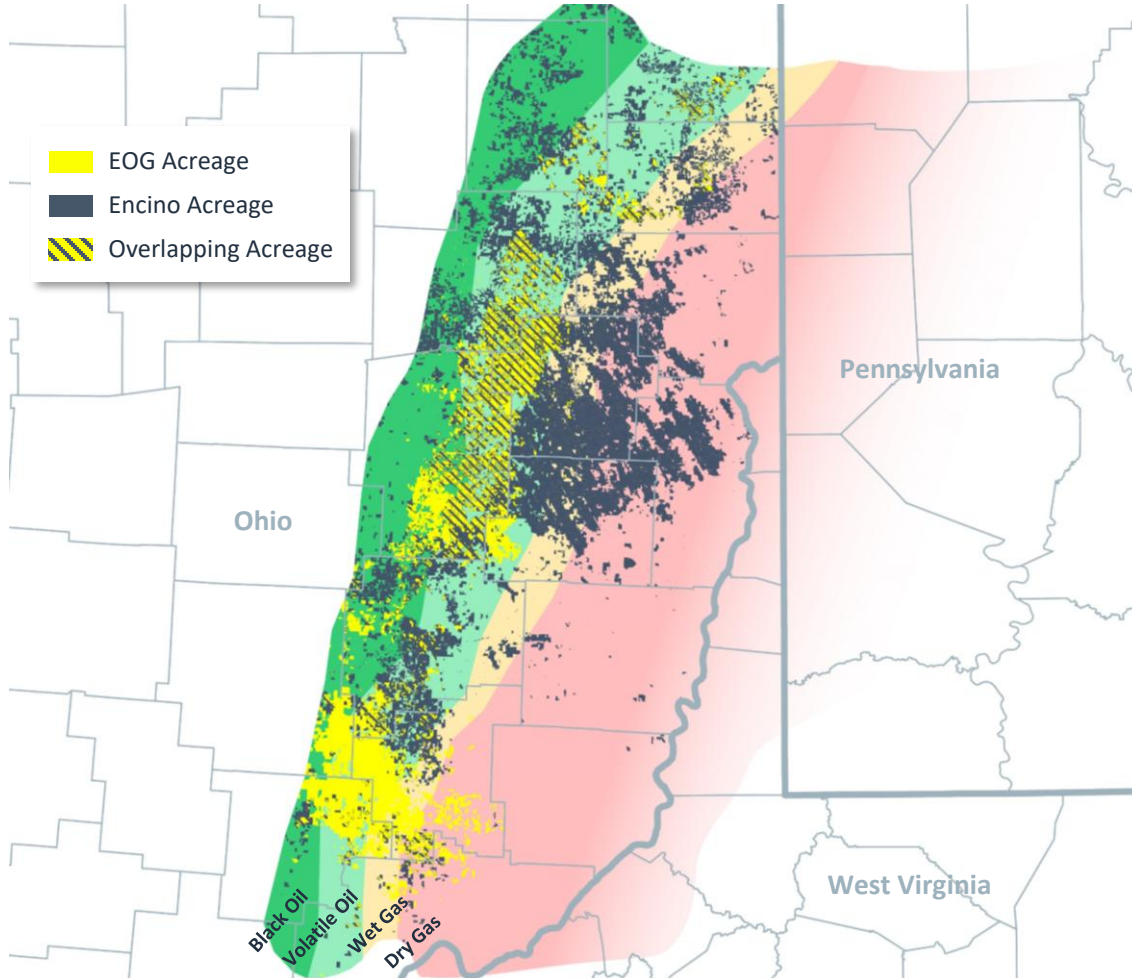 EOG Acreage
Encino Acreage
Overlapping Acreage
Pennsylvania
Ohio
West Virginia
Black Oil
Volatile Oil
Wet Gas
Dry Gas